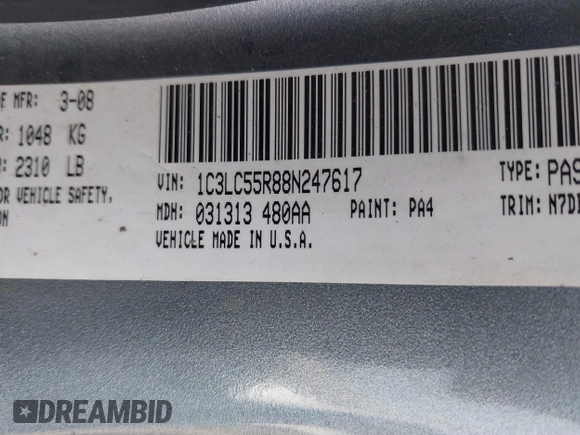 E MFR: 3-08
R: 1048 KG
: 2310 LB
OR VEHICLE SAFETY,
ON
VIN: 1C3LC55R88N247617
TYPE: PAS
MDH: 031313 480AA
PAINT: PA4
TRIM: N7D
VEHICLE MADE IN U.S.A.
DREAMBID